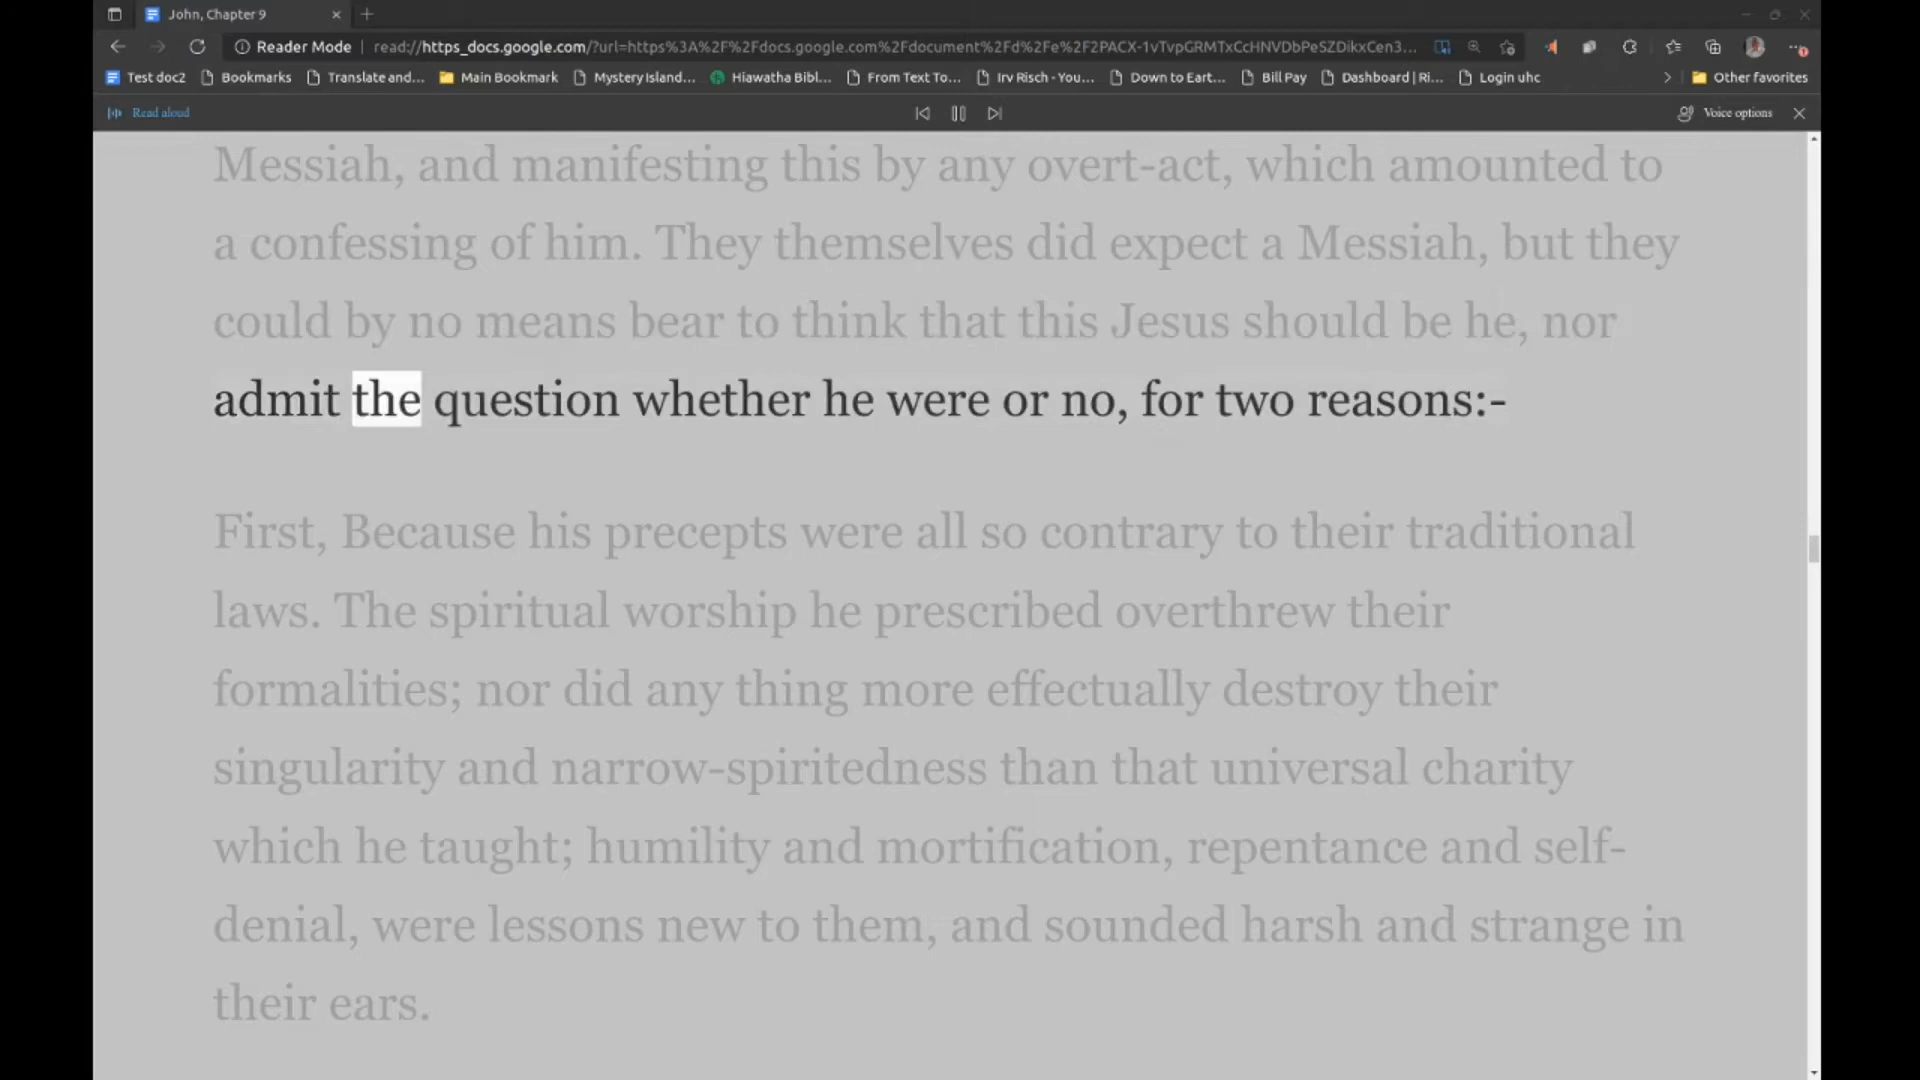 John, Chapter 9
Reader Mode
read://https_docs.google.com/?url=https%3A%2F%2Fdocs.google.com%2Fdocument%2Fd%2Fe%2F2PACX-1vTvpGRMTxCcHNVDbPeSZDikxCen3...
Test doc2
Bookmarks
Translate and...
Main Bookmark
Mystery Island...
Hiawatha Bibl...
From Text To...
Irv Risch - You...
Down to Eart...
Bill Pay
Dashboard | Ri...
Login uhc
Other favorites
Read aloud
Voice options
Messiah, and manifesting this by any overt-act, which amounted to
a confessing of him. They themselves did expect a Messiah, but they
could by no means bear to think that this Jesus should be he, nor
admit the question whether he were or no, for two reasons:-
First, Because his precepts were all so contrary to their traditional
laws. The spiritual worship he prescribed overthrew their
formalities; nor did any thing more effectually destroy their
singularity and narrow-spiritedness than that universal charity
which he taught; humility and mortification, repentance and self-
denial, were lessons new to them, and sounded harsh and strange in
their ears.